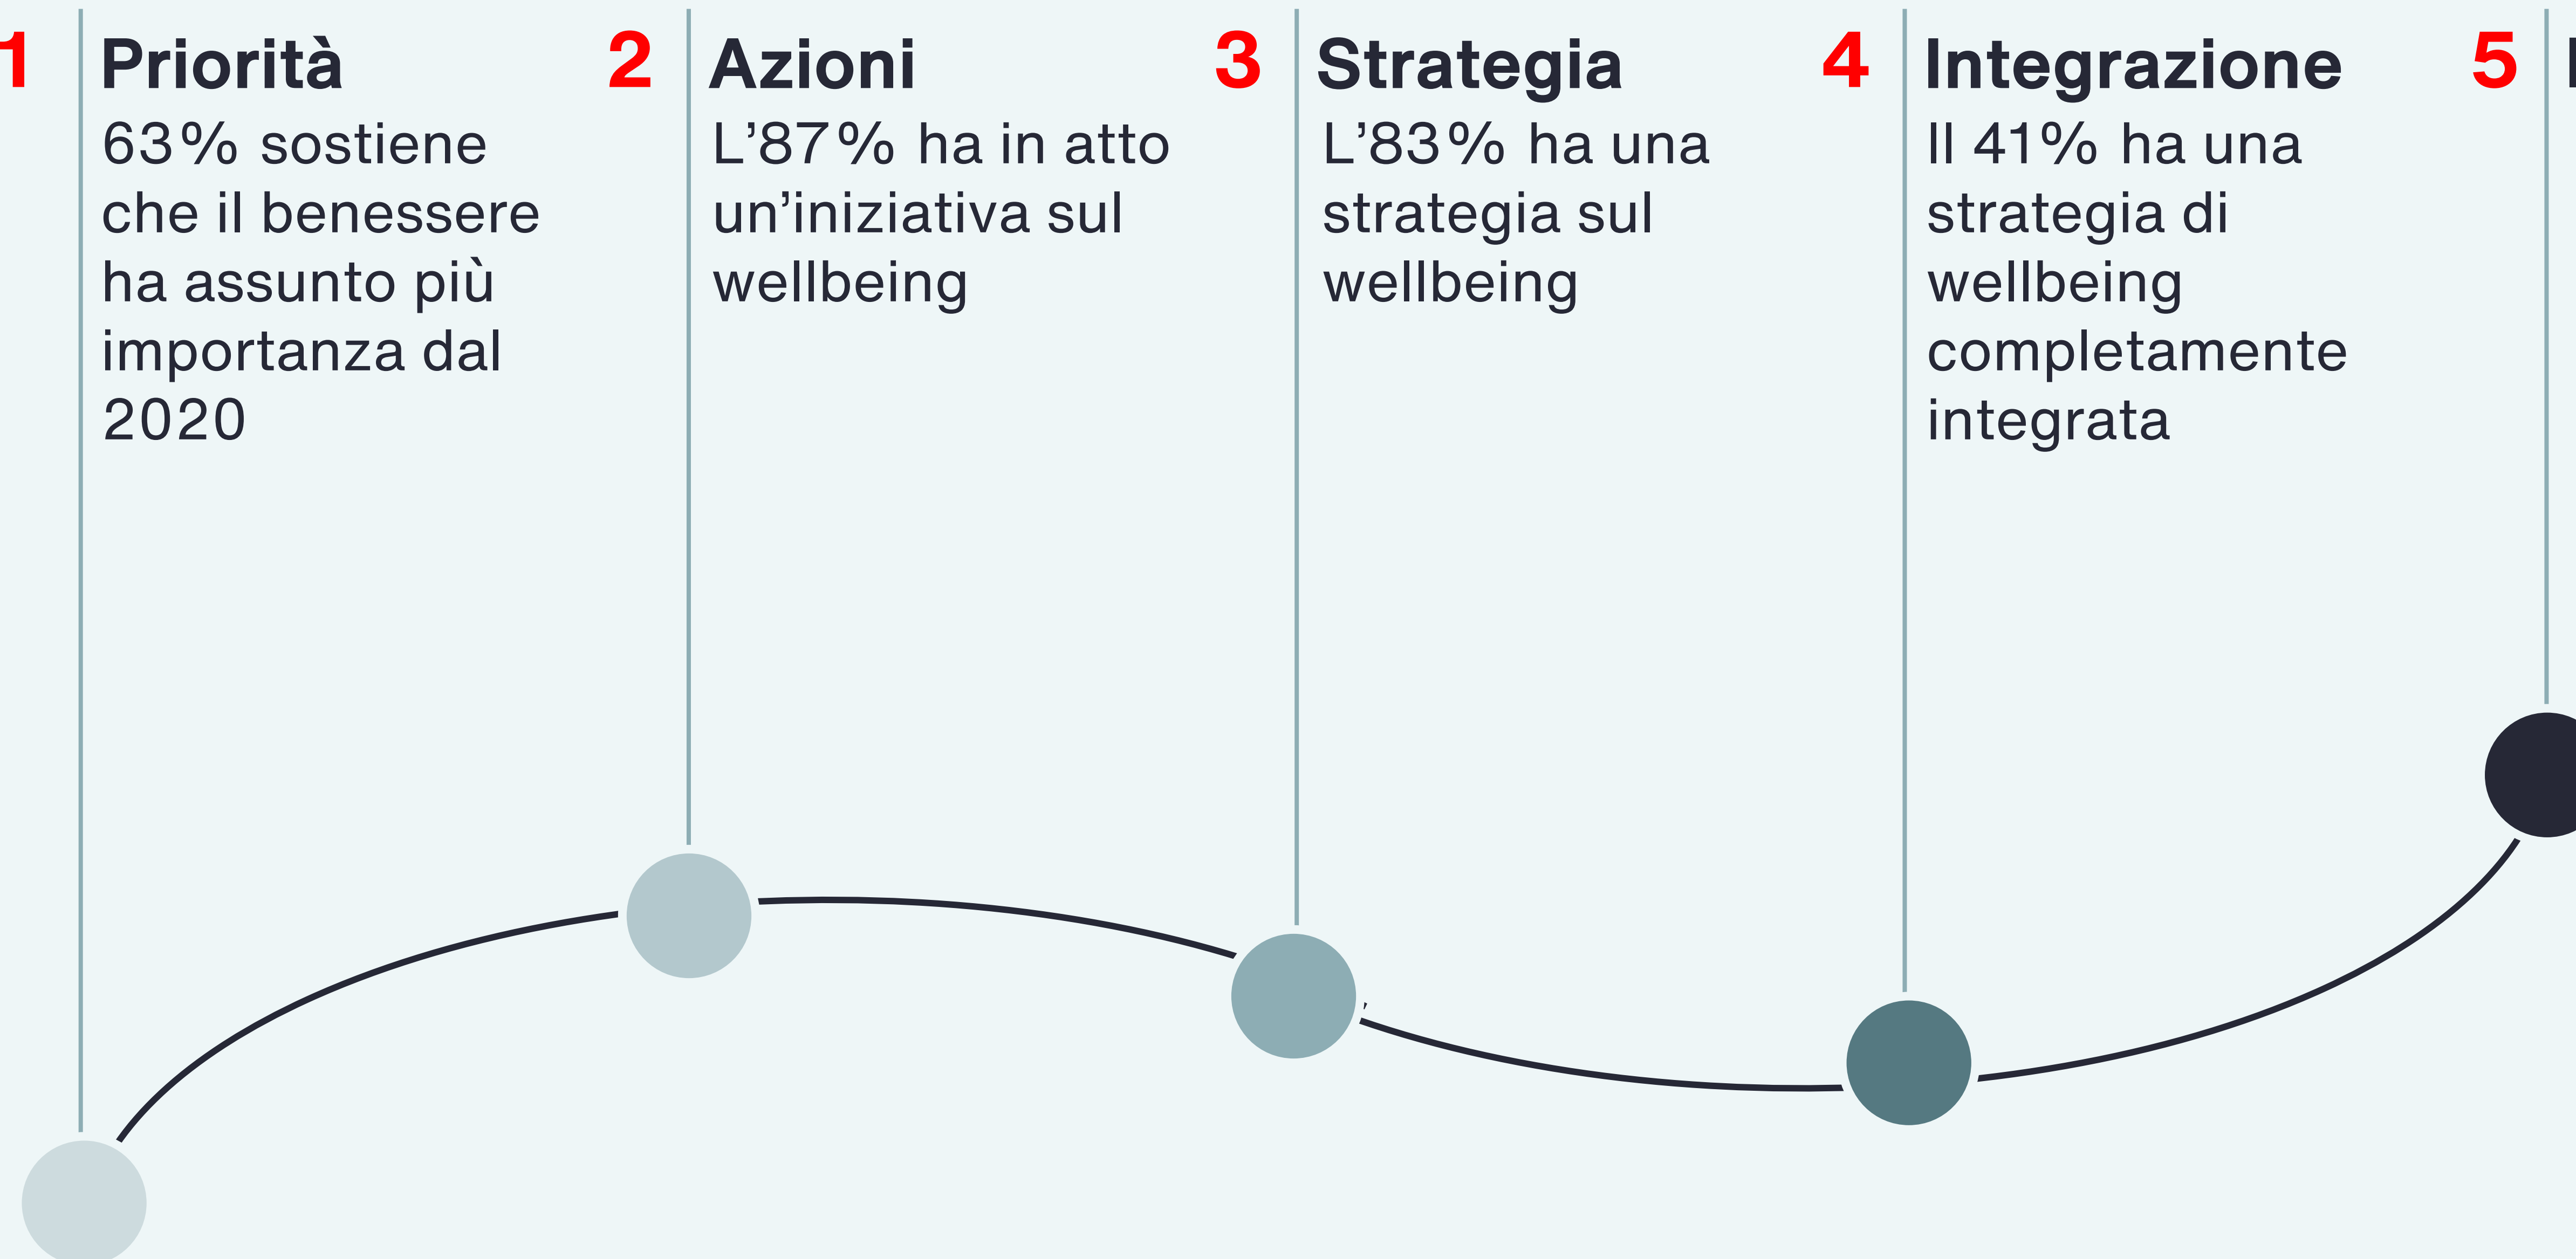 1 Priorità
63% sostiene
che il benessere
ha assunto più
importanza dal
2020
2 Azioni
L’87% ha in atto
un’iniziativa sul
wellbeing
3 Strategia
L’83% ha una
strategia sul
wellbeing
4 Integrazione
Il 41% ha una
strategia di
wellbeing
completamente
integrata
5